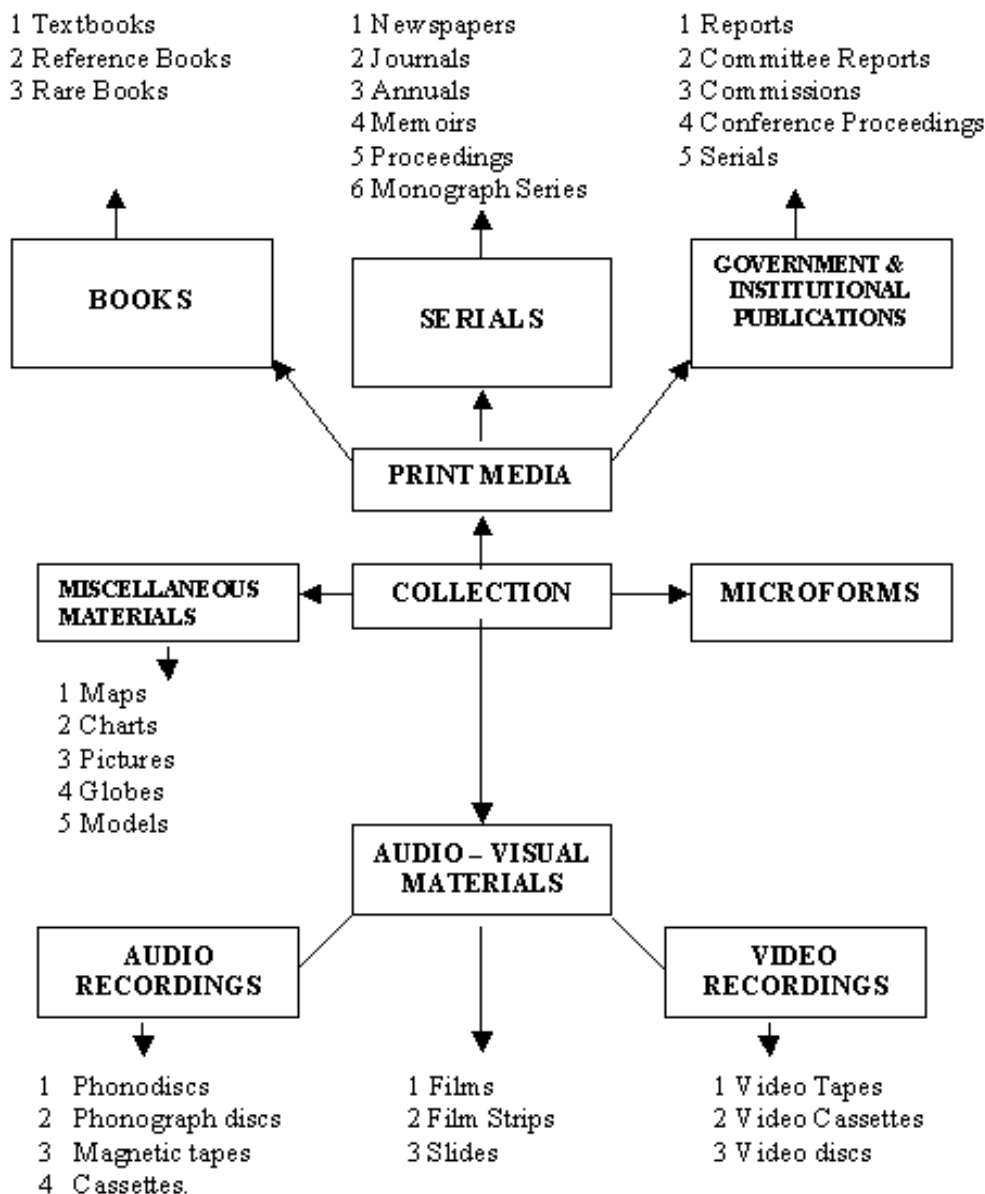 1 Textbooks
2 Reference Books
3 Rare Books
1 Newspapers
2 Journals
3 Annuals
4 Memoirs
5 Proceedings
6 Monograph Series
1 Reports
2 Committee Reports
3 Commissions
4 Conference Proceedings
5 Serials
BOOKS
SERIALS
GOVERNMENT &
INSTITUTIONAL
PUBLICATIONS
PRINT MEDIA
MISCELLANEOUS
MATERIALS
COLLECTION
MICROFORMS
1 Maps
2 Charts
3 Pictures
4 Globes
5 Models
AUDIO – VISUAL
MATERIALS
AUDIO
RECORDINGS
VIDEO
RECORDINGS
1 Phonodiscs
2 Phonograph discs
3 Magnetic tapes
4 Cassettes.
1 Films
2 Film Strips
3 Slides
1 Video Tapes
2 Video Cassettes
3 Video discs